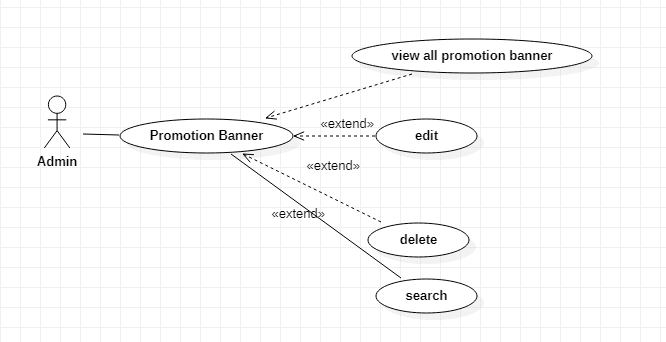 view all promotion banner
«extend»
Promotion Banner
edit
Admin
«extend»
«extend»
delete
search